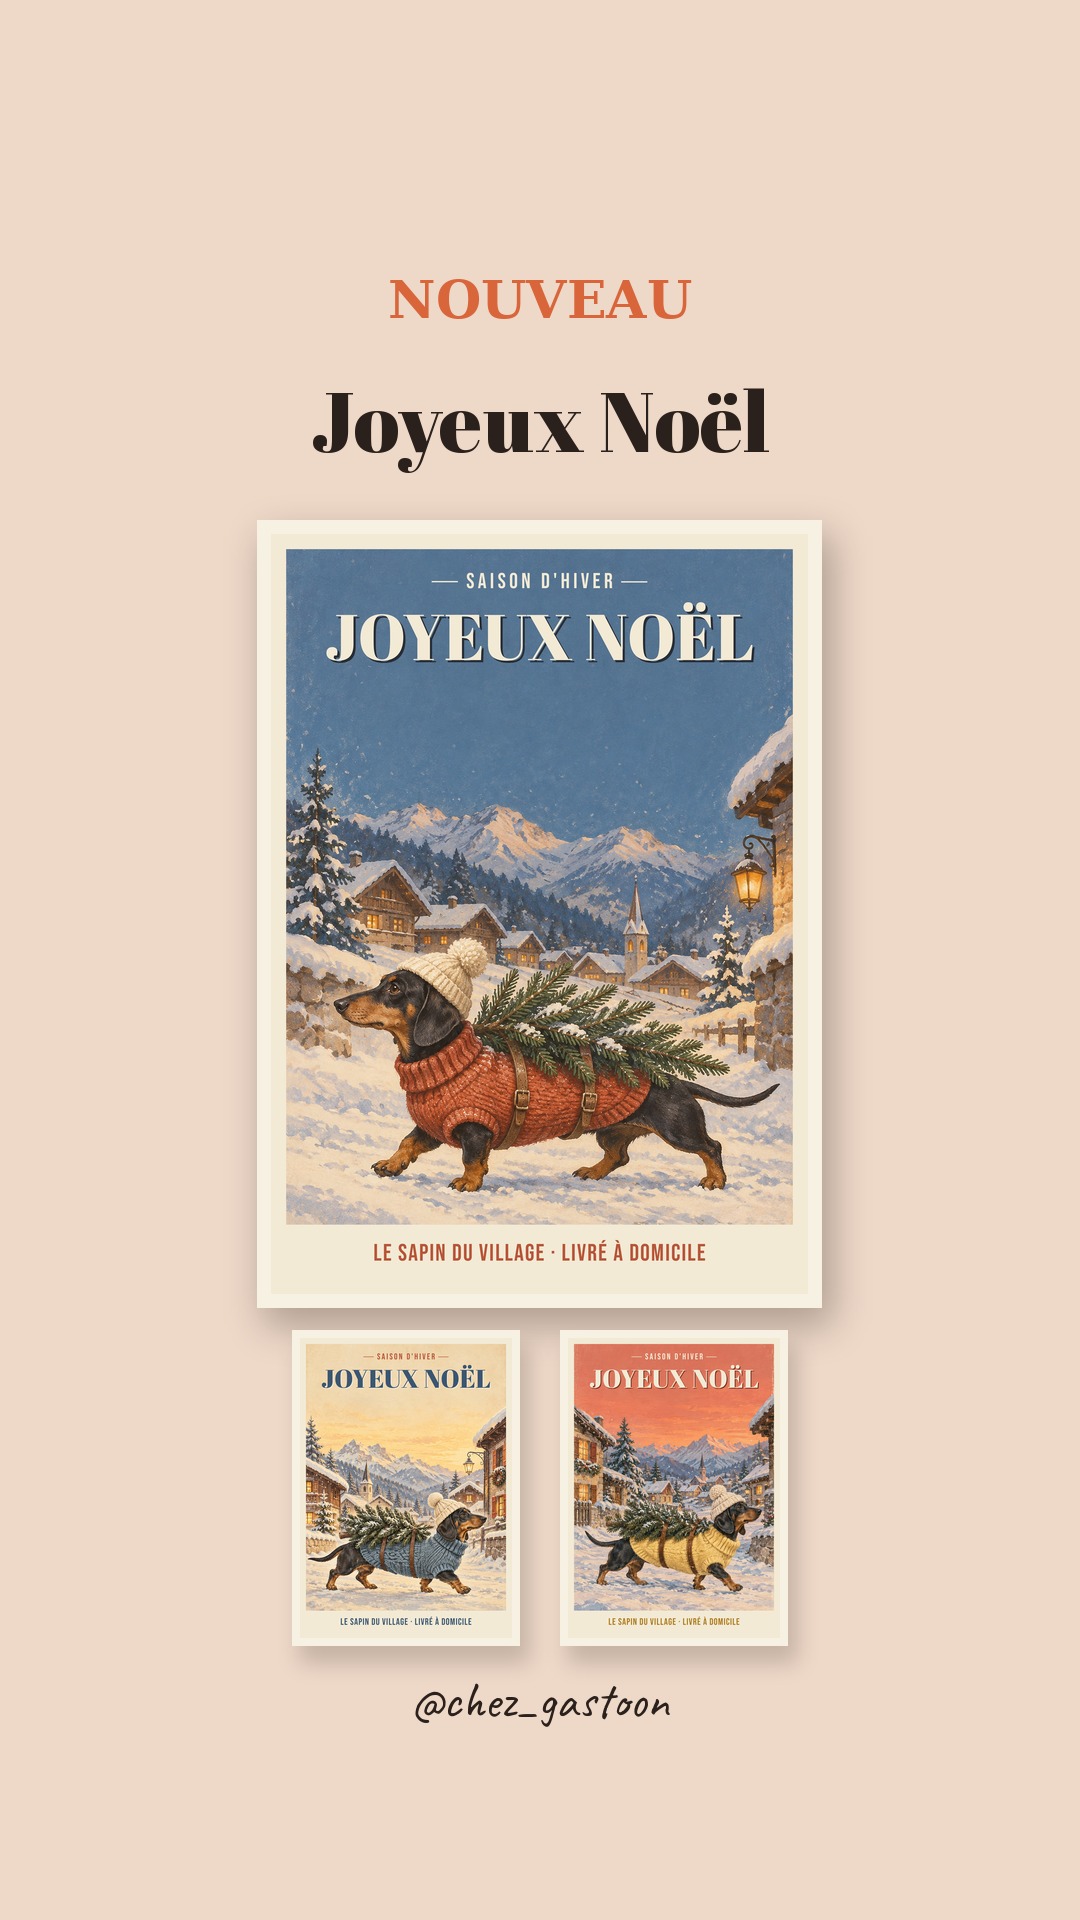 NOUVEAU
Joyeux Noël
SAISON D'HIVER
JOYEUX NOËL
LE SAPIN DU VILLAGE · LIVRÉ À DOMICILE
SAISON D'HIVER
JOYEUX NOËL
LE SAPIN DU VILLAGE · LIVRÉ À DOMICILE
SAISON D'HIVER
JOYEUX NOËL
LE SAPIN DU VILLAGE · LIVRÉ À DOMICILE
@chez_gastoon